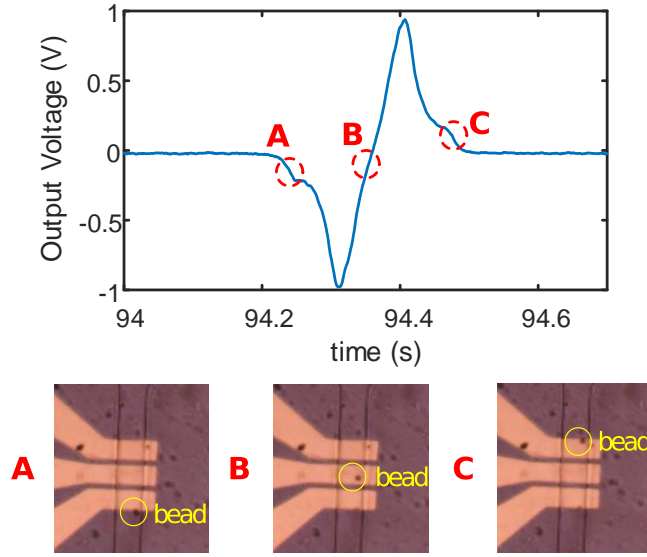 Output Voltage (V)
1
0.5
0
-0.5
-1
A
B
C
94
94.2
94.4
94.6
time (s)
A
bead
B
bead
C
bead